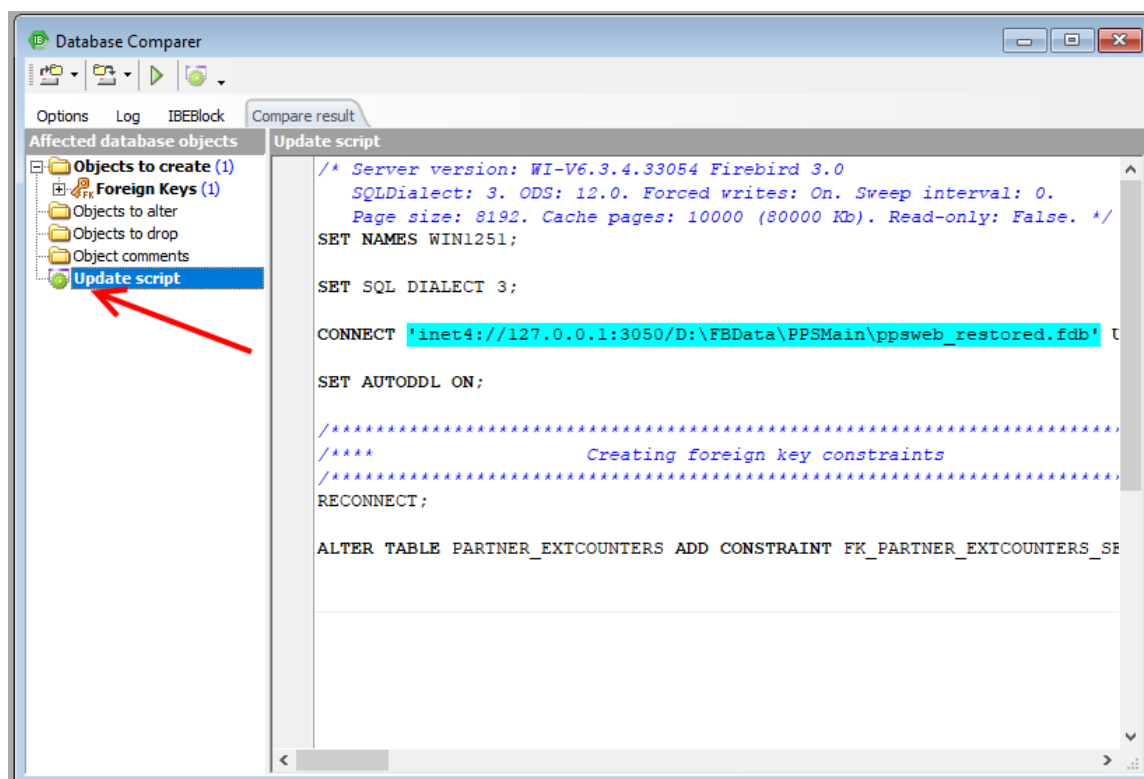 Database Comparer
Options Log IBEBlock Compare result
Affected database objects
Objects to create (1)
Foreign Keys (1)
Objects to alter
Objects to drop
Object comments
Update script
Update script
/* Server version: WI-V6.3.4.33054 Firebird 3.0
SQLDialect: 3. ODS: 12.0. Forced writes: On. Sweep interval: 0.
Page size: 8192. Cache pages: 10000 (80000 Kb). Read-only: False. */
SET NAMES WIN1251;
SET SQL DIALECT 3;
CONNECT 'inet4://127.0.0.1:3050/D:\FBData\PPSMain\ppsweb_restored.fdb' U
SET AUTODDL ON;
/***********************************************************************
/**** Creating foreign key constraints
/***********************************************************************
RECONNECT;
ALTER TABLE PARTNER_EXTCOUNTERS ADD CONSTRAINT FK_PARTNER_EXTCOUNTERS_SE